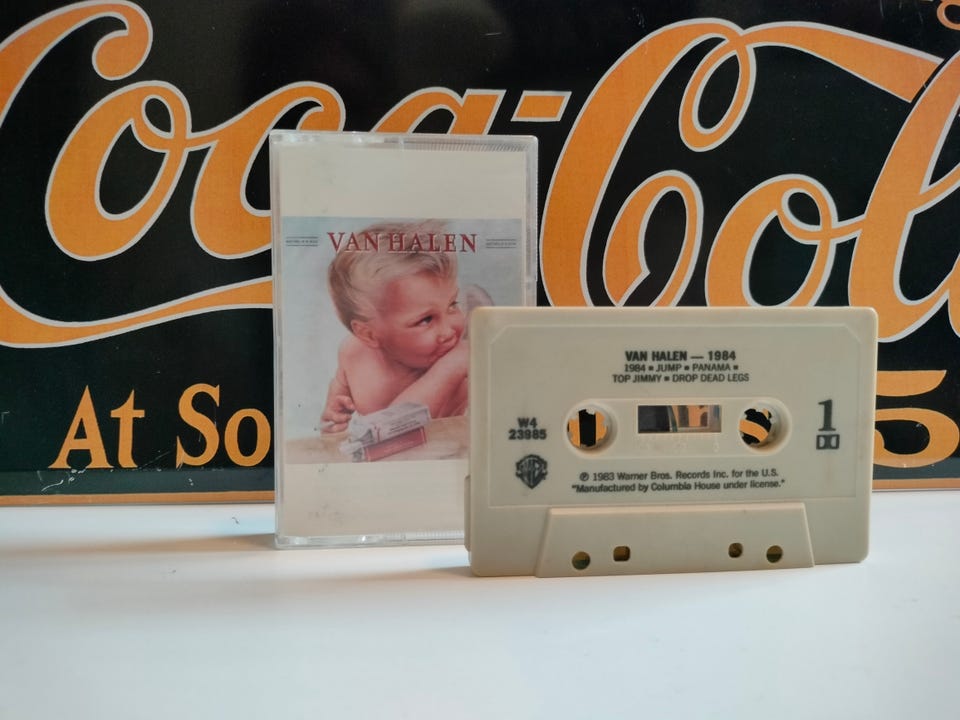 Coca-Col
At So
5
VAN HALEN
VAN HALEN — 1984
1984 ▪ JUMP ▪ PANAMA ▪
TOP JIMMY ▪ DROP DEAD LEGS
W4
23985
1
℗ 1983 Warner Bros. Records Inc. for the U.S.
"Manufactured by Columbia House under license."